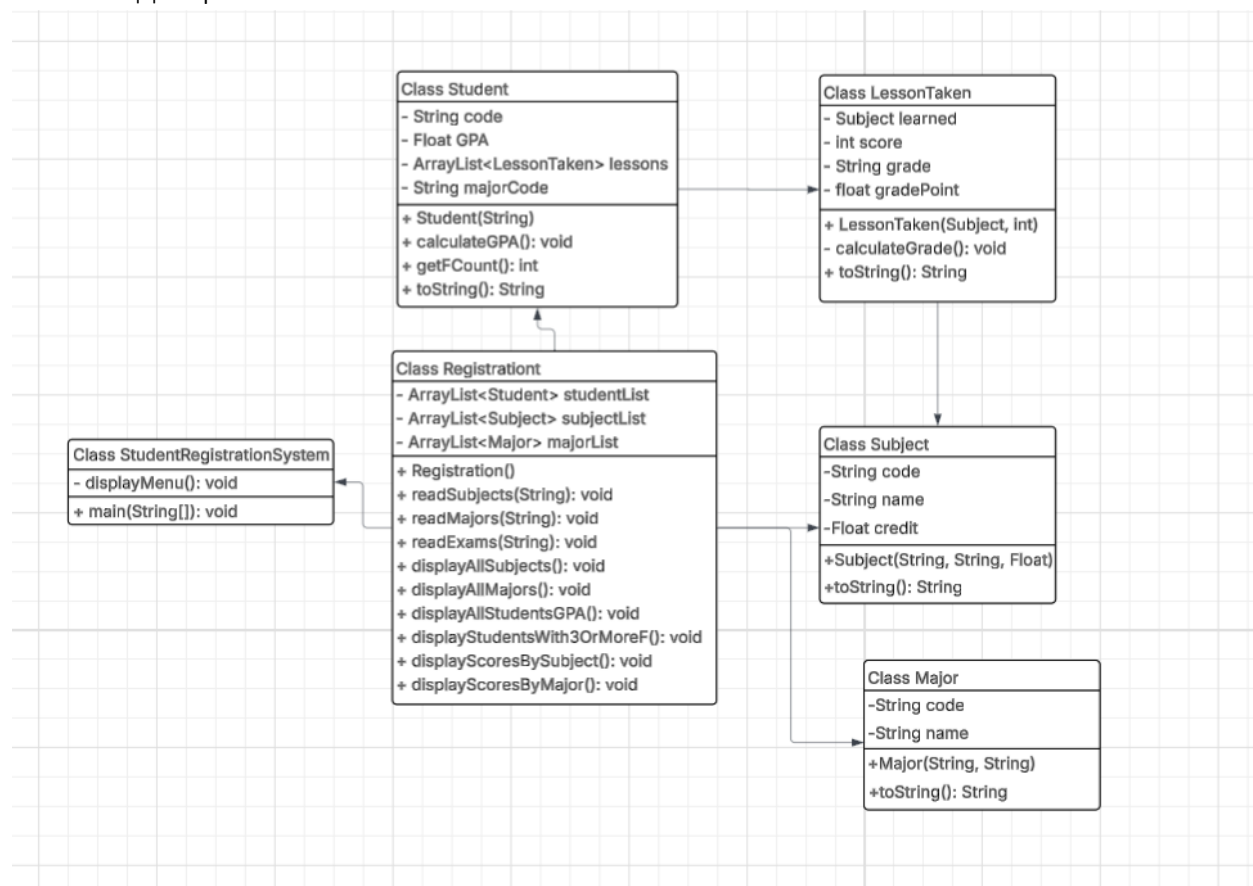 Class Student
- String code
- Float GPA
- ArrayList<LessonTaken> lessons
- String majorCode
+ Student(String)
+ calculateGPA(): void
+ getFCount(): int
+ toString(): String
Class LessonTaken
- Subject learned
- int score
- String grade
- float gradePoint
+ LessonTaken(Subject, int)
- calculateGrade(): void
+ toString(): String
Class Registrationt
- ArrayList<Student> studentList
- ArrayList<Subject> subjectList
- ArrayList<Major> majorList
+ Registration()
+ readSubjects(String): void
+ readMajors(String): void
+ readExams(String): void
+ displayAllSubjects(): void
+ displayAllMajors(): void
+ displayAllStudentsGPA(): void
+ displayStudentsWith3OrMoreF(): void
+ displayScoresBySubject(): void
+ displayScoresByMajor(): void
Class StudentRegistrationSystem
- displayMenu(): void
+ main(String[]): void
Class Subject
-String code
-String name
-Float credit
+Subject(String, String, Float)
+toString(): String
Class Major
-String code
-String name
+Major(String, String)
+toString(): String